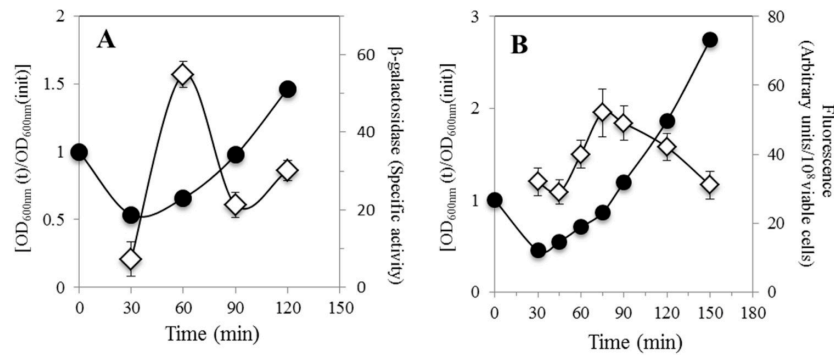 A
[OD600nm (t)/OD600nm(init)]
2
1.5
1
0.5
0
60
40
20
0
β-galactosidase (Specific activity)
0 30 60 90 120 150
Time (min)
B
[OD600nm (t)/OD600nm(init)]
3
2
1
0
80
60
40
20
0
Fluorescence
(Arbitrary units/10⁹ viable cells)
0 30 60 90 120 150
Time (min)